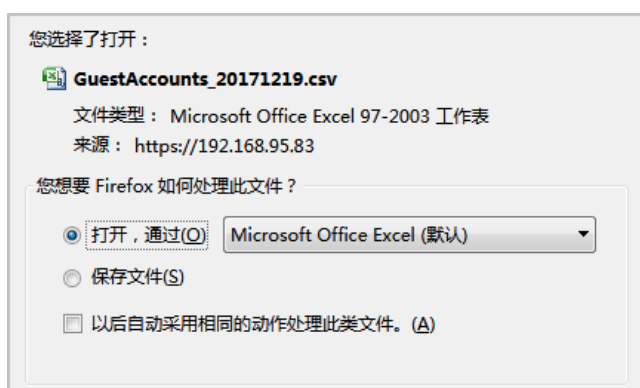 您选择了打开：
GuestAccounts_20171219.csv
文件类型： Microsoft Office Excel 97-2003 工作表
来源： https://192.168.95.83
您想要 Firefox 如何处理此文件？
打开，通过(O) Microsoft Office Excel (默认)
保存文件(S)
以后自动采用相同的动作处理此类文件。(A)